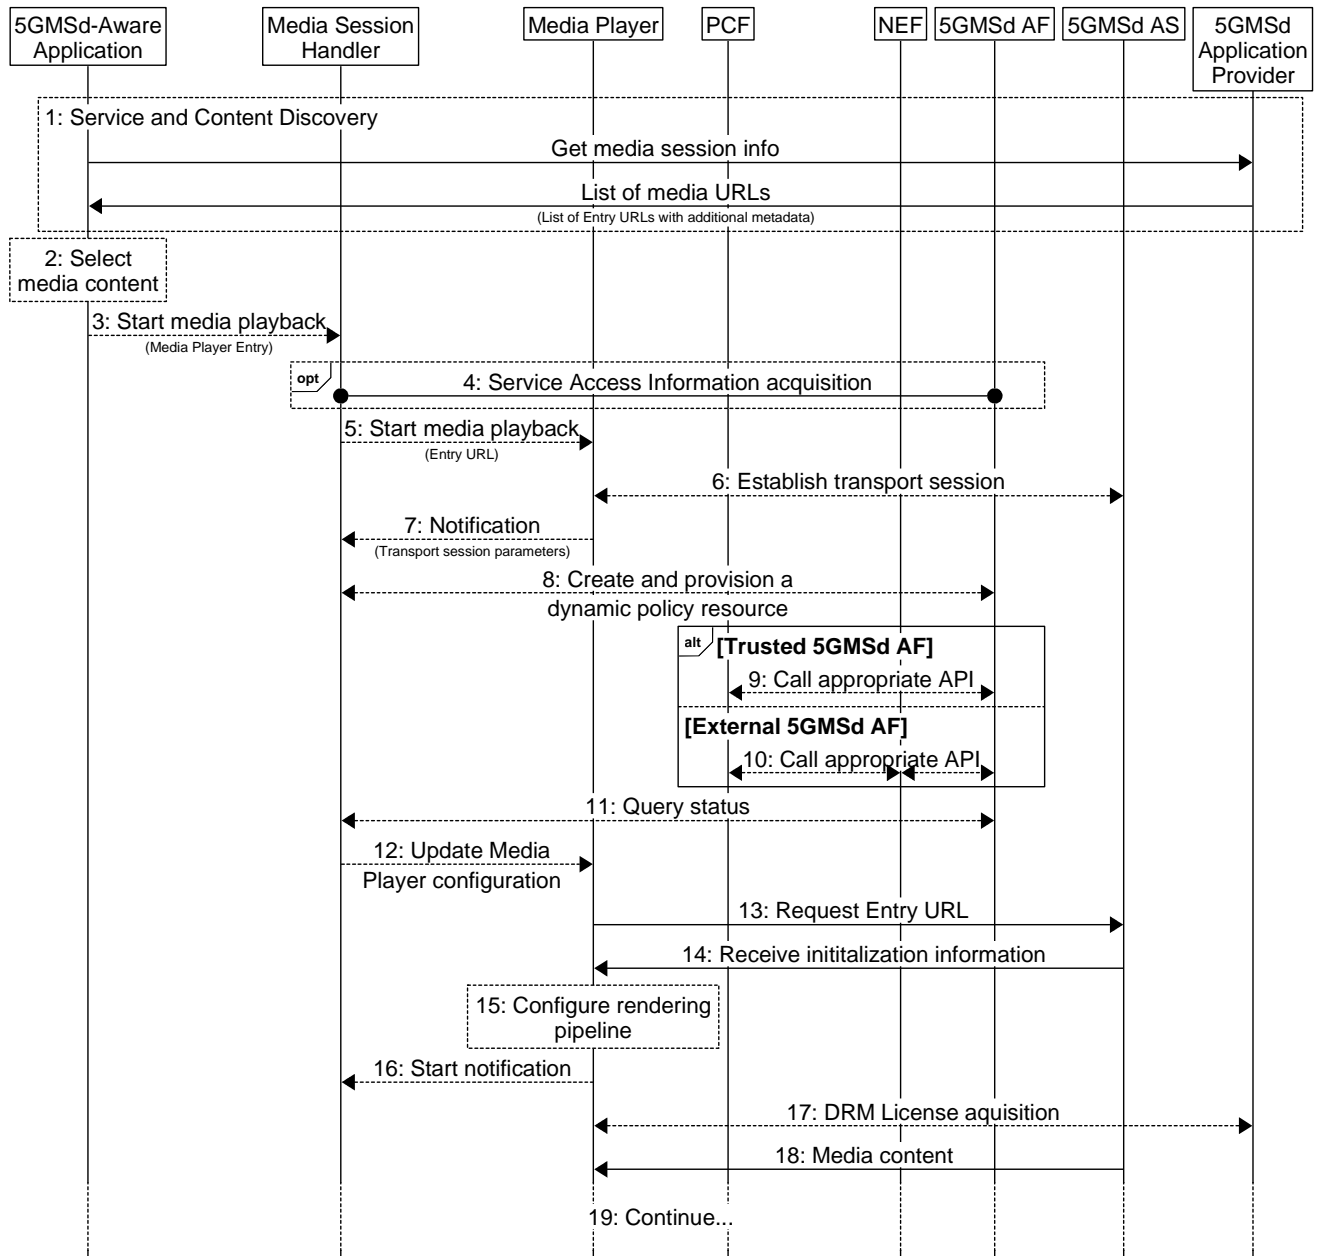 5GMSd-Aware
Application
Media Session
Handler
Media Player
PCF
NEF
5GMSd AF
5GMSd AS
5GMSd
Application
Provider
1: Service and Content Discovery
Get media session info
List of media URLs
(List of Entry URLs with additional metadata)
2: Select
media content
3: Start media playback
(Media Player Entry)
opt
4: Service Access Information acquisition
5: Start media playback
(Entry URL)
6: Establish transport session
7: Notification
(Transport session parameters)
8: Create and provision a
dynamic policy resource
alt
[Trusted 5GMSd AF]
9: Call appropriate API
[External 5GMSd AF]
10: Call appropriate API
11: Query status
12: Update Media
Player configuration
13: Request Entry URL
14: Receive inititalization information
15: Configure rendering
pipeline
16: Start notification
17: DRM License aquisition
18: Media content
19: Continue...